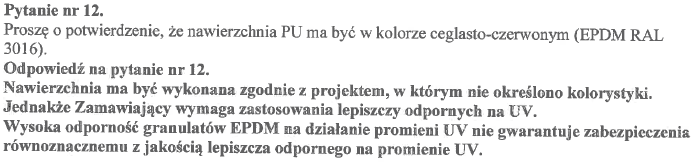 Pytanie nr 12.
Proszę o potwierdzenie, że nawierzchnia PU ma być w kolorze ceglasto-czerwonym (EPDM RAL
3016).
Odpowiedź na pytanie nr 12.
Nawierzchnia ma być wykonana zgodnie z projektem, w którym nie określono kolorystyki.
Jednakże Zamawiający wymaga zastosowania lepiszczy odpornych na UV.
Wysoka odporność granulatów EPDM na działanie promieni UV nie gwarantuje zabezpieczenia
równoznacznemu z jakością lepiszcza odpornego na promienie UV.